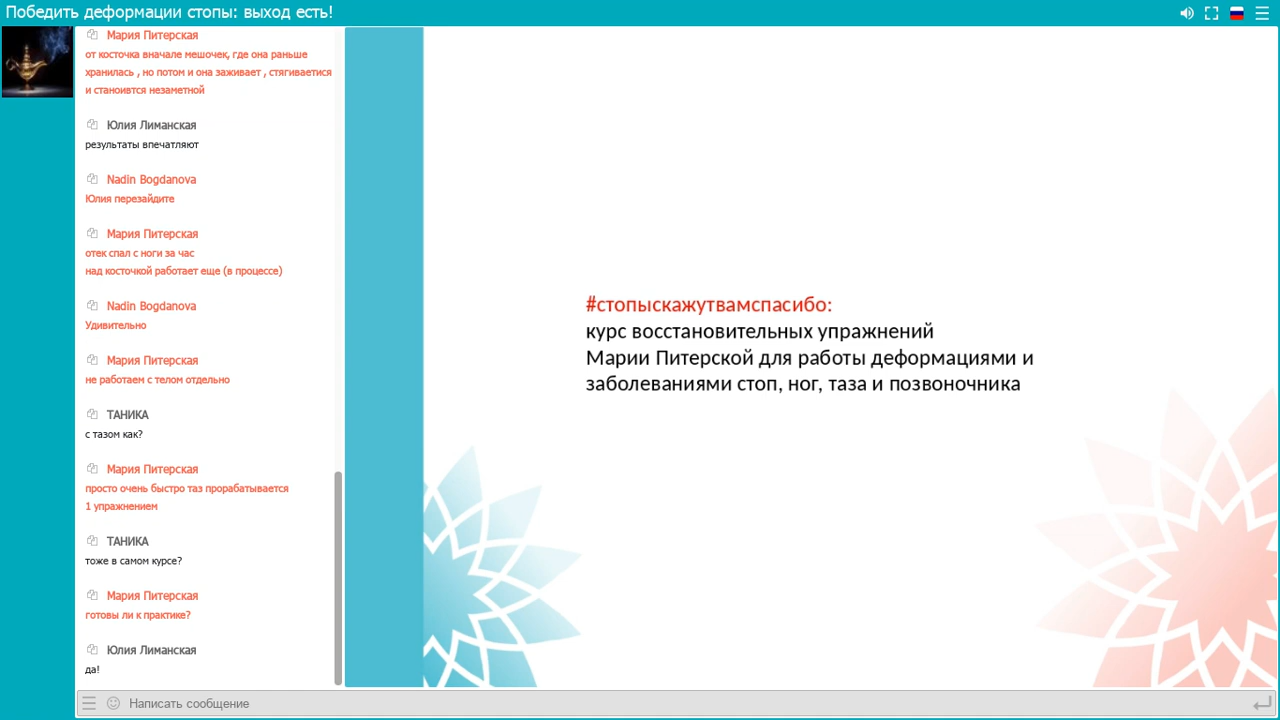 Победить деформации стопы: выход есть!
Мария Питерская
от косточка вначале мешочек, где она раньше
хранилась , но потом и она заживает , стягиваетися
и станоивтся незаметной
Юлия Лиманская
результаты впечатляют
Nadin Bogdanova
Юлия перезайдите
Мария Питерская
отек спал с ноги за час
над косточкой работает еще (в процессе)
Nadin Bogdanova
Удивительно
Мария Питерская
не работаем с телом отдельно
ТАНИКА
с тазом как?
Мария Питерская
просто очень быстро таз прорабатывается
1 упражнением
ТАНИКА
тоже в самом курсе?
Мария Питерская
готовы ли к практике?
Юлия Лиманская
да!
Написать сообщение
#стопыскажутвамспасибо:
курс восстановительных упражнений
Марии Питерской для работы деформациями и
заболеваниями стоп, ног, таза и позвоночника